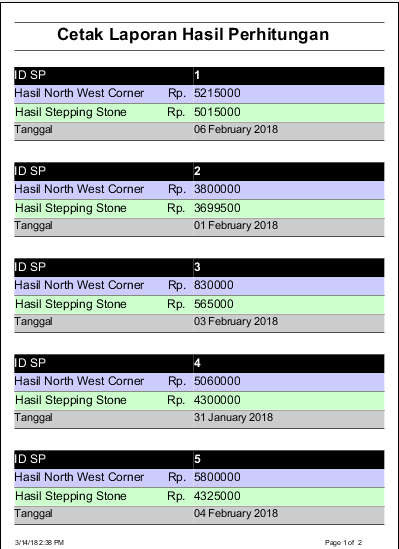 Cetak Laporan Hasil Perhitungan
ID SP 1
Hasil North West Corner Rp. 5215000
Hasil Stepping Stone Rp. 5015000
Tanggal 06 February 2018
ID SP 2
Hasil North West Corner Rp. 3800000
Hasil Stepping Stone Rp. 3699500
Tanggal 01 February 2018
ID SP 3
Hasil North West Corner Rp. 830000
Hasil Stepping Stone Rp. 565000
Tanggal 03 February 2018
ID SP 4
Hasil North West Corner Rp. 5060000
Hasil Stepping Stone Rp. 4300000
Tanggal 31 January 2018
ID SP 5
Hasil North West Corner Rp. 5800000
Hasil Stepping Stone Rp. 4325000
Tanggal 04 February 2018
3/14/18 2:38 PM Page 1 of 2